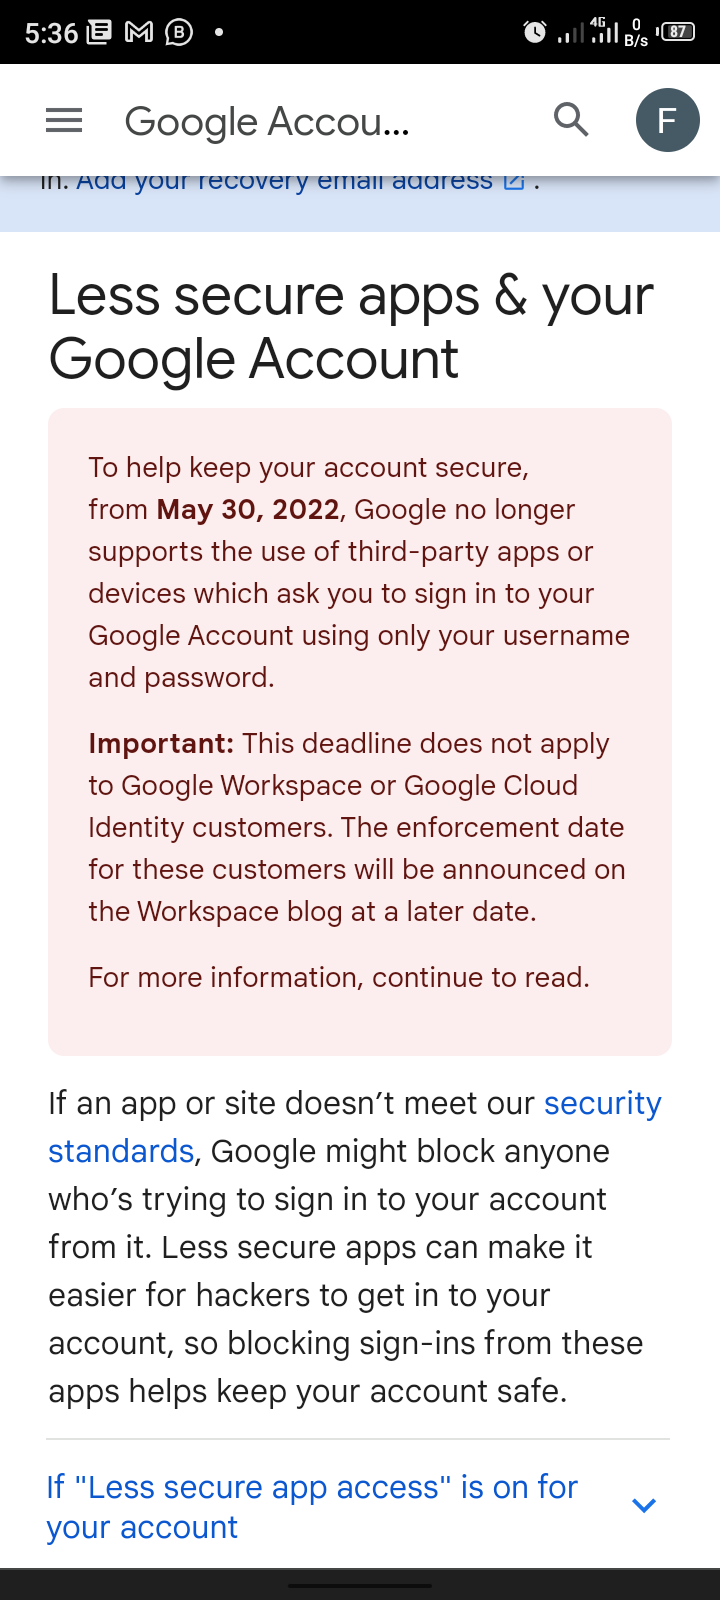 5:36
4G
0
B/s
87
Google Accou...
F
in. Add your recovery email address .
Less secure apps & your
Google Account
To help keep your account secure,
from May 30, 2022, Google no longer
supports the use of third-party apps or
devices which ask you to sign in to your
Google Account using only your username
and password.
Important: This deadline does not apply
to Google Workspace or Google Cloud
Identity customers. The enforcement date
for these customers will be announced on
the Workspace blog at a later date.
For more information, continue to read.
If an app or site doesn’t meet our security
standards, Google might block anyone
who’s trying to sign in to your account
from it. Less secure apps can make it
easier for hackers to get in to your
account, so blocking sign-ins from these
apps helps keep your account safe.
If "Less secure app access" is on for
your account